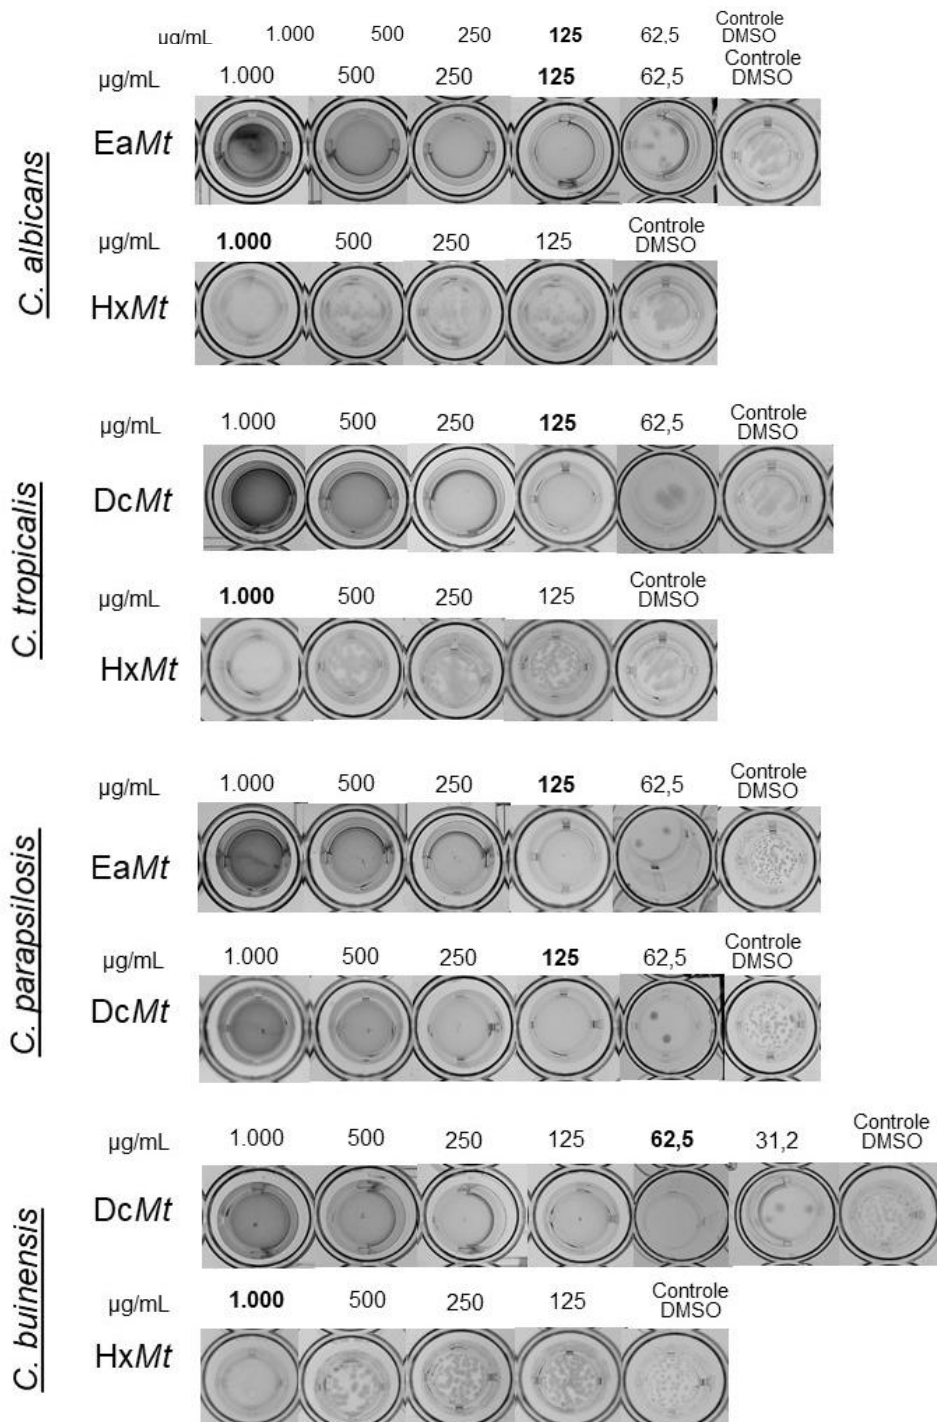 µg/mL 1.000 500 250 125 62,5 Controle DMSO
µg/mL 1.000 500 250 125 62,5 Controle DMSO
C. albicans
EaMt
µg/mL 1.000 500 250 125 Controle DMSO
HxMt
µg/mL 1.000 500 250 125 62,5 Controle DMSO
C. tropicalis
DcMt
µg/mL 1.000 500 250 125 Controle DMSO
HxMt
µg/mL 1.000 500 250 125 62,5 Controle DMSO
C. parapsilosis
EaMt
µg/mL 1.000 500 250 125 62,5 Controle DMSO
DcMt
µg/mL 1.000 500 250 125 62,5 31,2 Controle DMSO
C. buinensis
DcMt
µg/mL 1.000 500 250 125 Controle DMSO
HxMt